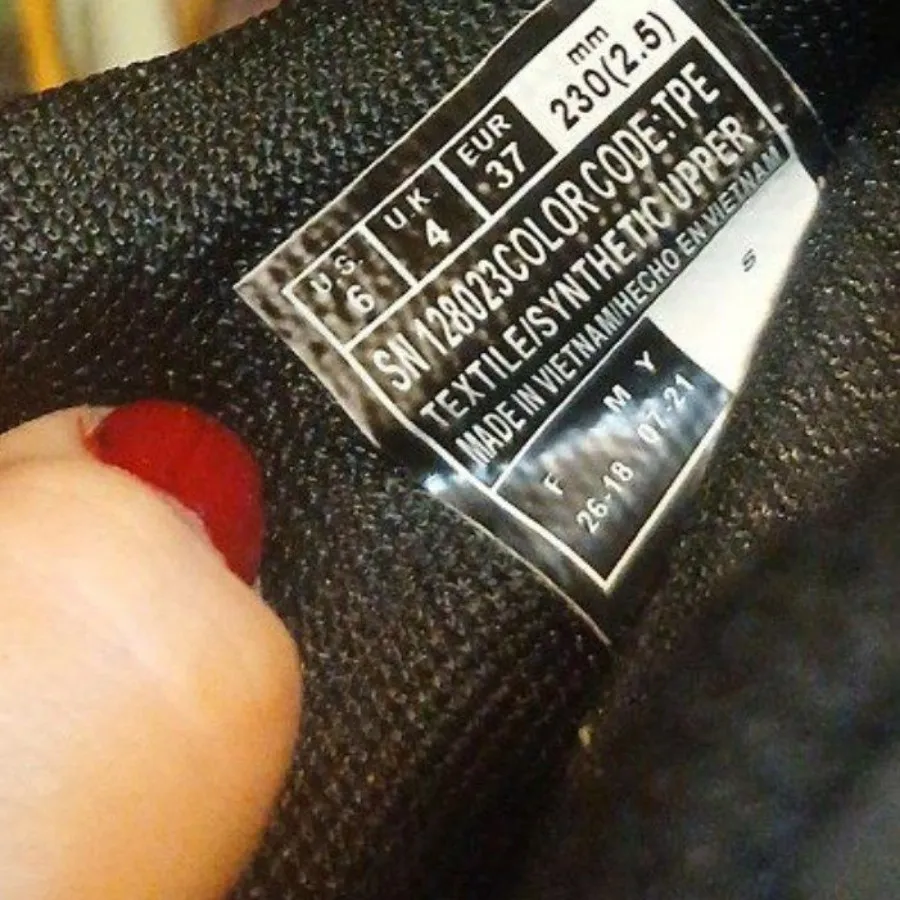 U.S. U.K. EUR mm
6 4 37 230(2.5)
SN/128023COLOR CODE:TPE
TEXTILE/SYNTHETIC UPPER
MADE IN VIETNAM/HECHO EN VIETNAM
F M Y S
26-18 07-21